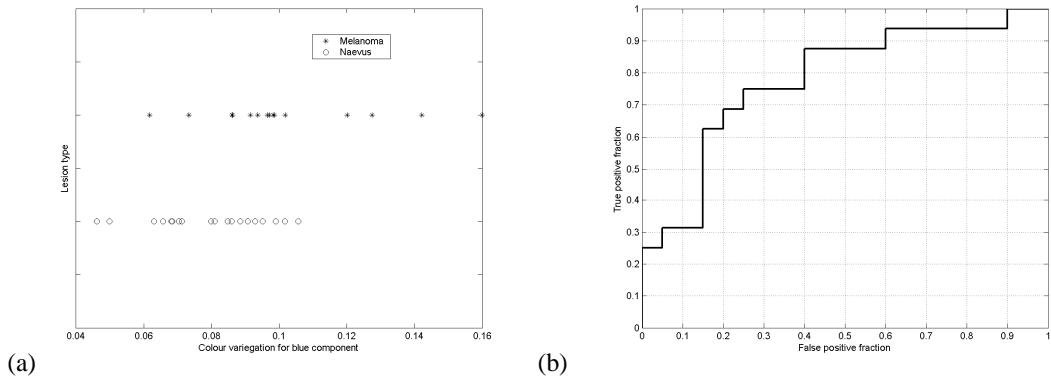 Melanoma
Naevus
Lesion type
0.04 0.06 0.08 0.1 0.12 0.14 0.16
Colour variegation for blue component
(a)
1
0.9
0.8
0.7
0.6
0.5
0.4
0.3
0.2
0.1
0
True positive fraction
0 0.1 0.2 0.3 0.4 0.5 0.6 0.7 0.8 0.9 1
False positive fraction
(b)